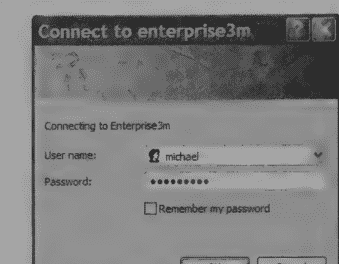 Connect to enterprise3m
Connecting to Enterprise3m
User name:
michael
Password:
•••••••••
Remember my password